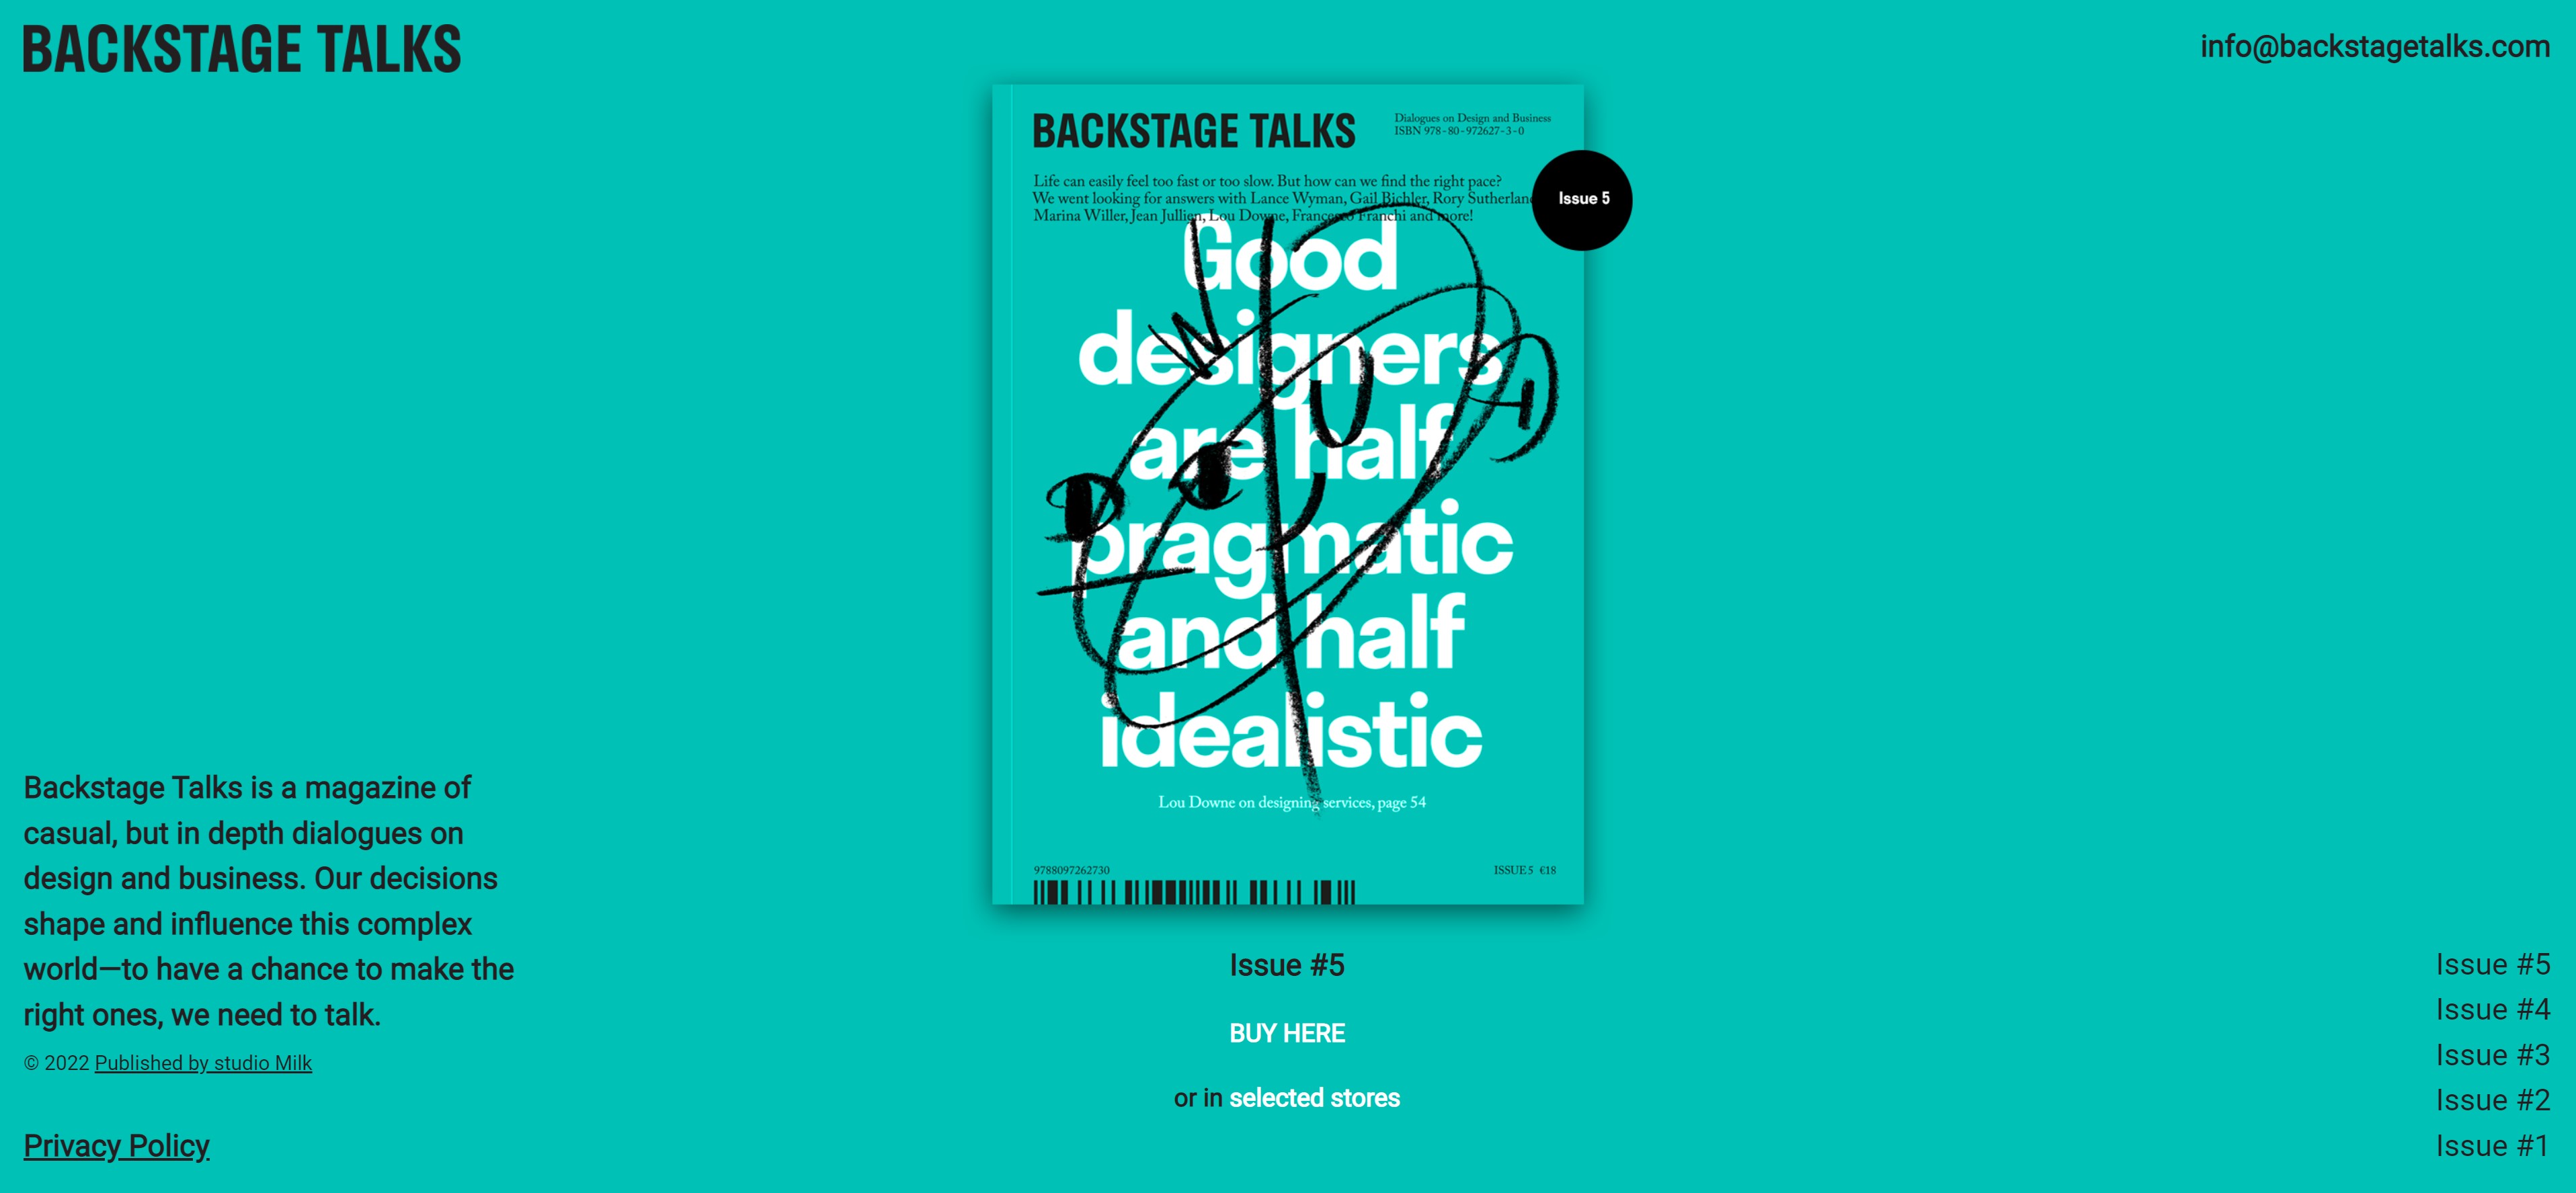 BACKSTAGE TALKS
info@backstagetalks.com
BACKSTAGE TALKS
Dialogues on Design and Business
ISBN 978-80-972627-3-0
Life can easily feel too fast or too slow. But how can we find the right pace?
We went looking for answers with Lance Wyman, Gail Bichler, Rory Sutherland
Marina Willer, Jean Jullien, Lou Downe, Francesco Franchi and more!
Issue 5
Good
designers
are half
pragmatic
and half
idealistic
Lou Downe on designing services, page 54
9788097262730
ISSUE 5 €18
Backstage Talks is a magazine of
casual, but in depth dialogues on
design and business. Our decisions
shape and influence this complex
world—to have a chance to make the
right ones, we need to talk.
© 2022 Published by studio Milk
Privacy Policy
Issue #5
BUY HERE
or in selected stores
Issue #5
Issue #4
Issue #3
Issue #2
Issue #1